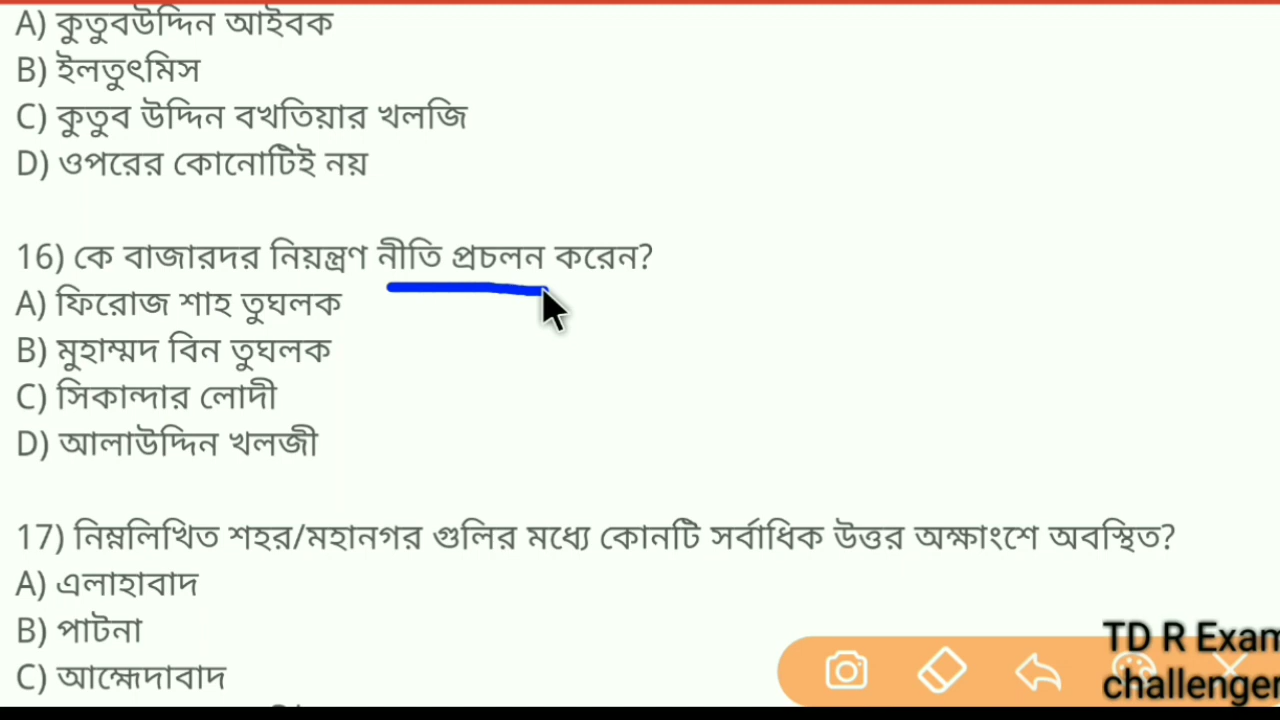 A) কুতুবউদ্দিন আইবক
B) ইলতুৎমিস
C) কুতুব উদ্দিন বখতিয়ার খলজি
D) ওপরের কোনোটিই নয়
16) কে বাজারদর নিয়ন্ত্রণ নীতি প্রচলন করেন?
A) ফিরোজ শাহ তুঘলক
B) মুহাম্মদ বিন তুঘলক
C) সিকান্দার লোদী
D) আলাউদ্দিন খলজী
17) নিম্নলিখিত শহর/মহানগর গুলির মধ্যে কোনটি সর্বাধিক উত্তর অক্ষাংশে অবস্থিত?
A) এলাহাবাদ
B) পাটনা
C) আহ্মেদাবাদ
TD R Exam
challenger